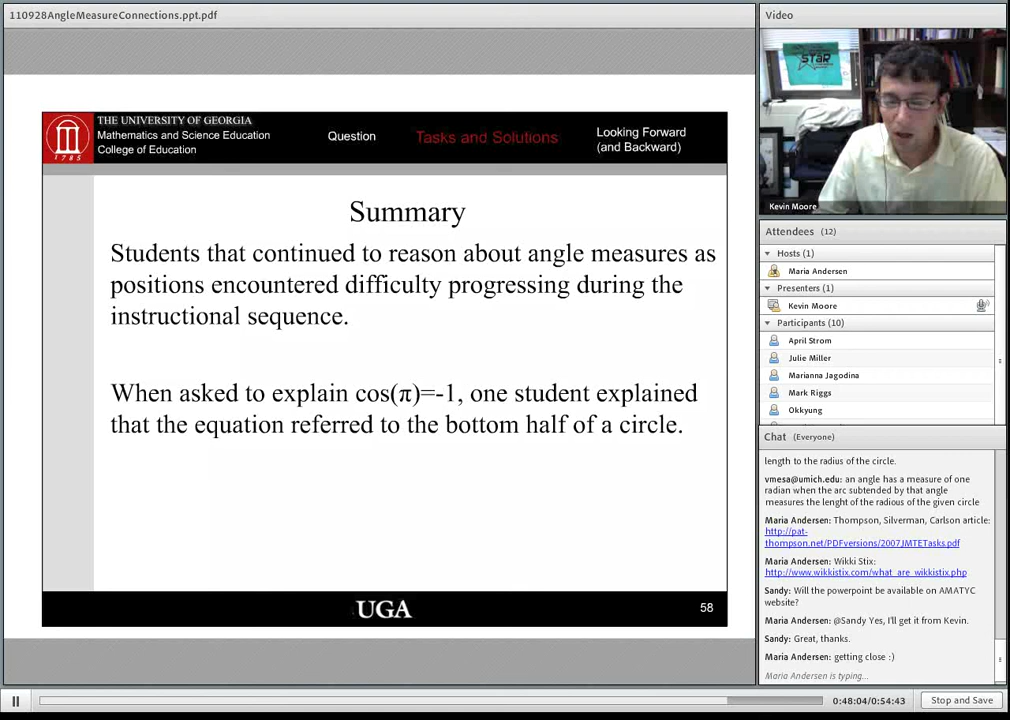 110928AngleMeasureConnections.ppt.pdf
THE UNIVERSITY OF GEORGIA
Mathematics and Science Education
College of Education
Question
Tasks and Solutions
Looking Forward
(and Backward)
1785
Summary
Students that continued to reason about angle measures as
positions encountered difficulty progressing during the
instructional sequence.
When asked to explain cos(π)=-1, one student explained
that the equation referred to the bottom half of a circle.
UGA
58
Video
STaR
Kevin Moore
Attendees (12)
Hosts (1)
Maria Andersen
Presenters (1)
Kevin Moore
Participants (10)
April Strom
Julie Miller
Marianna Jagodina
Mark Riggs
Okkyung
Chat (Everyone)
length to the radius of the circle.
vmesa@umich.edu: an angle has a measure of one
radian when the arc subtended by that angle
measures the lenght of the radious of the given circle
Maria Andersen: Thompson, Silverman, Carlson article:
http://pat-
thompson.net/PDFversions/2007JMTETasks.pdf
Maria Andersen: Wikki Stix:
http://www.wikkistix.com/what_are_wikkistix.php
Sandy: Will the powerpoint be available on AMATYC
website?
Maria Andersen: @Sandy Yes, I'll get it from Kevin.
Sandy: Great, thanks.
Maria Andersen: getting close :)
Maria Andersen is typing...
0:48:04/0:54:43
Stop and Save